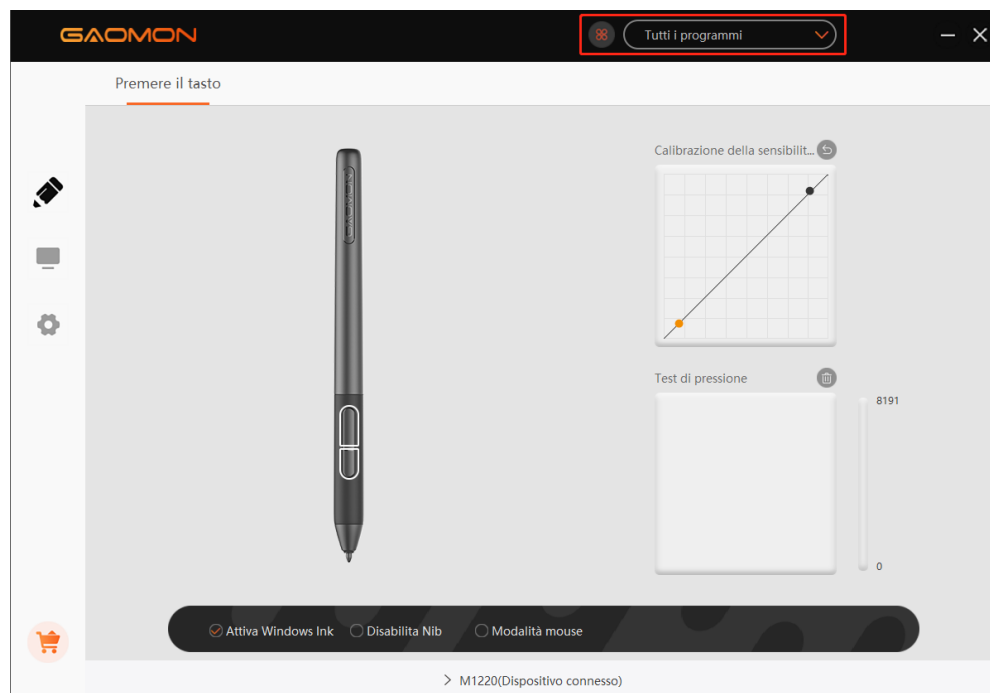 GAOMON
Tutti i programmi
Premere il tasto
Calibrazione della sensibilit...
GAOMON
Test di pressione
8191
0
Attiva Windows Ink
Disabilita Nib
Modalità mouse
M1220(Dispositivo connesso)